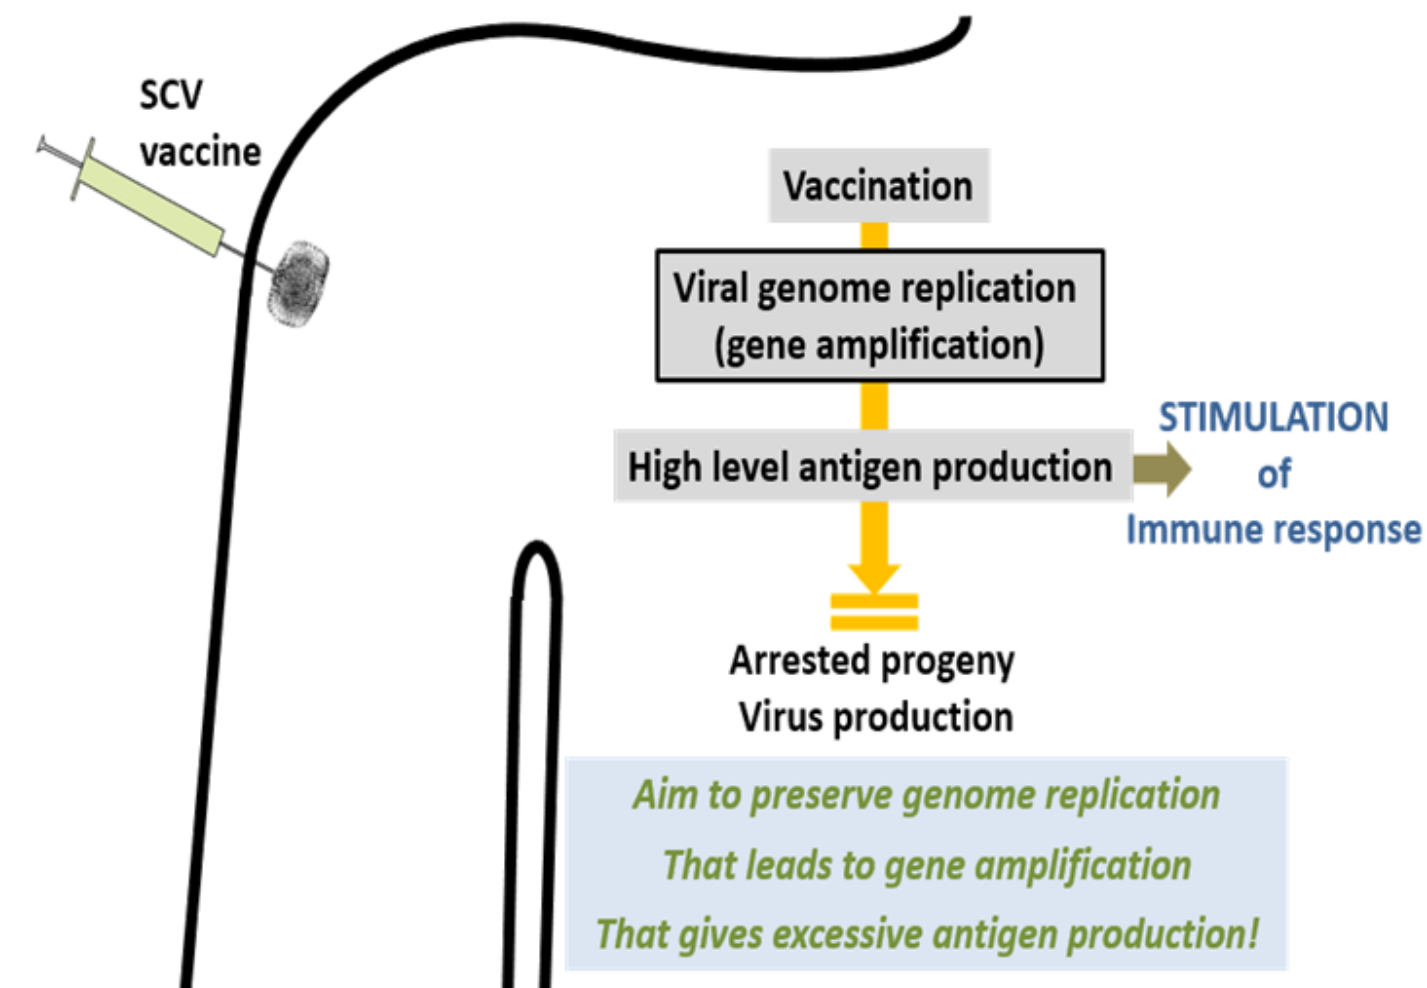 SCV
vaccine
Vaccination
Viral genome replication
(gene amplification)
High level antigen production
STIMULATION
of
Immune response
Arrested progeny
Virus production
Aim to preserve genome replication
That leads to gene amplification
That gives excessive antigen production!